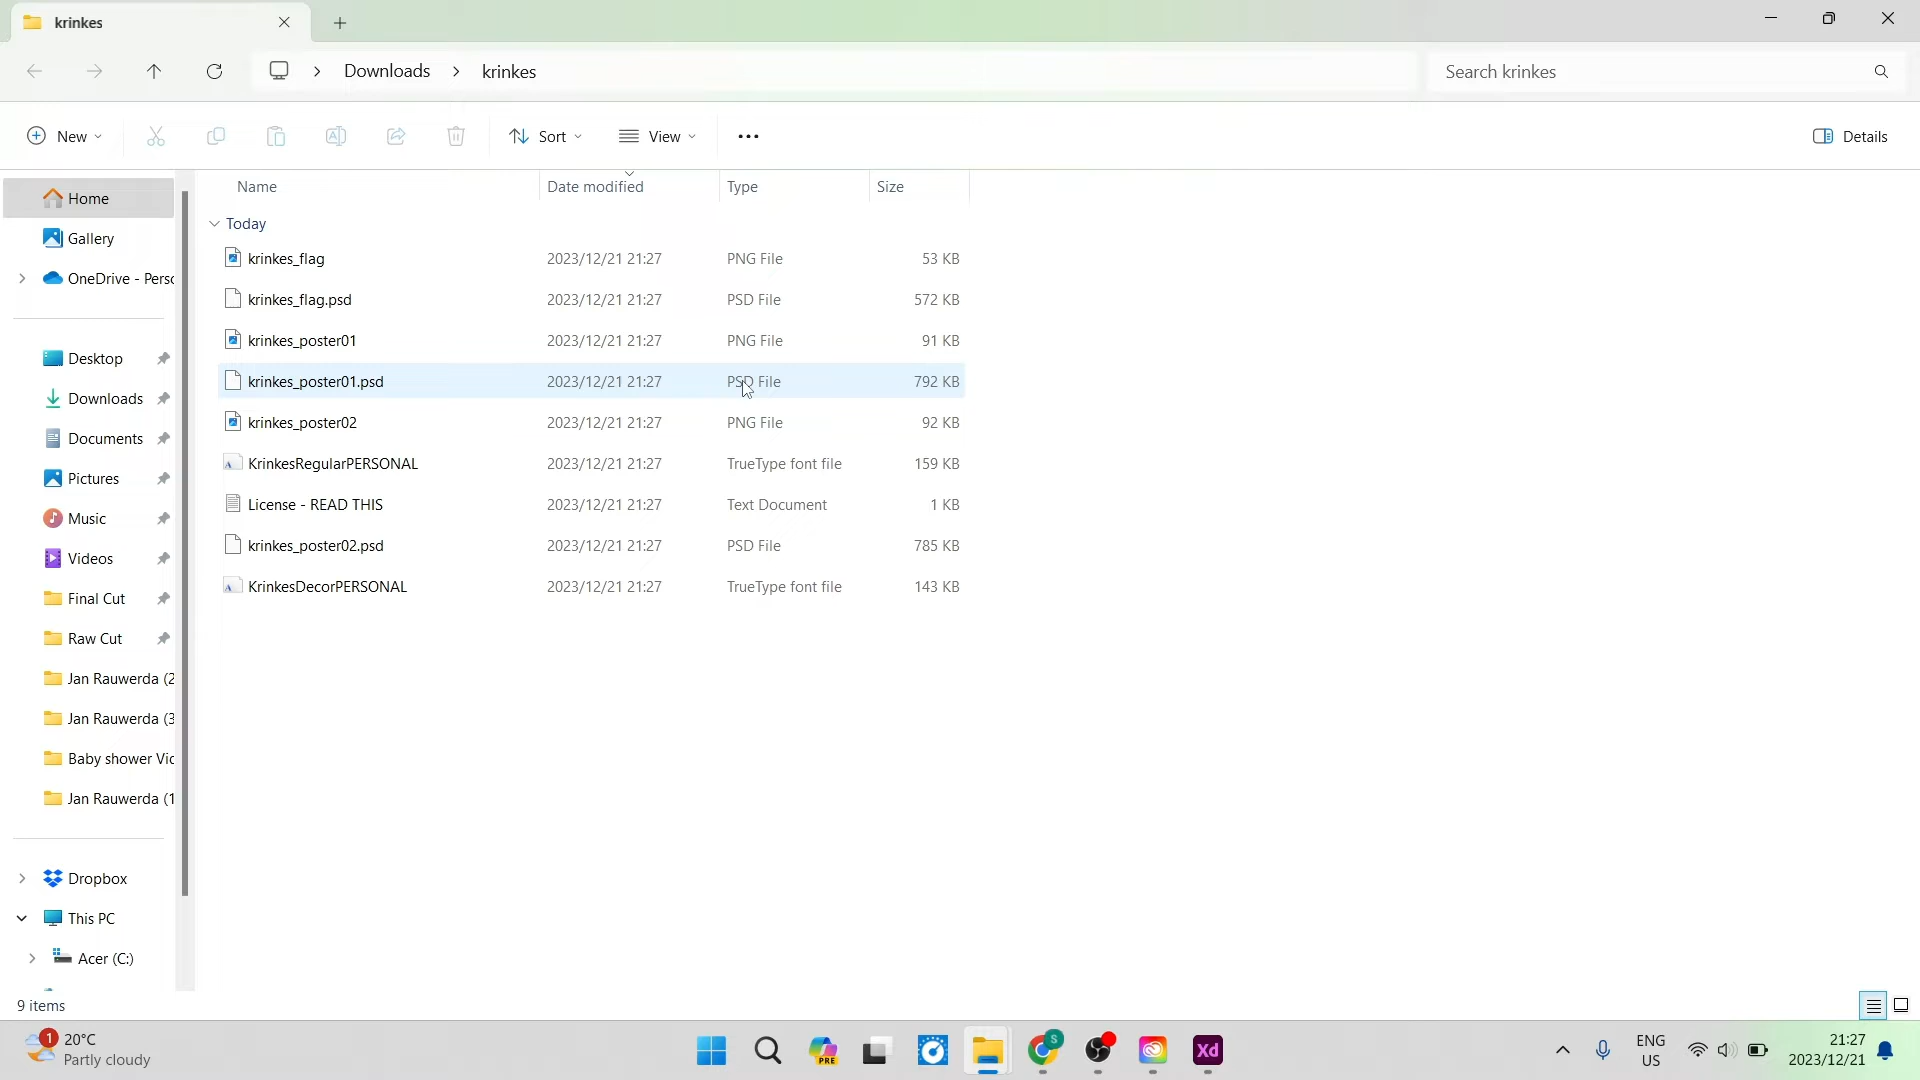 krinkes
Downloads > krinkes
Search krinkes
New
Sort
View
Details
Name Date modified Type Size
Today
krinkes_flag 2023/12/21 21:27 PNG File 53 KB
krinkes_flag.psd 2023/12/21 21:27 PSD File 572 KB
krinkes_poster01 2023/12/21 21:27 PNG File 91 KB
krinkes_poster01.psd 2023/12/21 21:27 PSD File 792 KB
krinkes_poster02 2023/12/21 21:27 PNG File 92 KB
KrinkesRegularPERSONAL 2023/12/21 21:27 TrueType font file 159 KB
License - READ THIS 2023/12/21 21:27 Text Document 1 KB
krinkes_poster02.psd 2023/12/21 21:27 PSD File 785 KB
KrinkesDecorPERSONAL 2023/12/21 21:27 TrueType font file 143 KB
Home
Gallery
OneDrive - Persc
Desktop
Downloads
Documents
Pictures
Music
Videos
Final Cut
Raw Cut
Jan Rauwerda (2
Jan Rauwerda (3
Baby shower Vic
Jan Rauwerda (1
Dropbox
This PC
Acer (C:)
9 items
1
20°C
Partly cloudy
PRE
S
Xd
ENG
US
21:27
2023/12/21